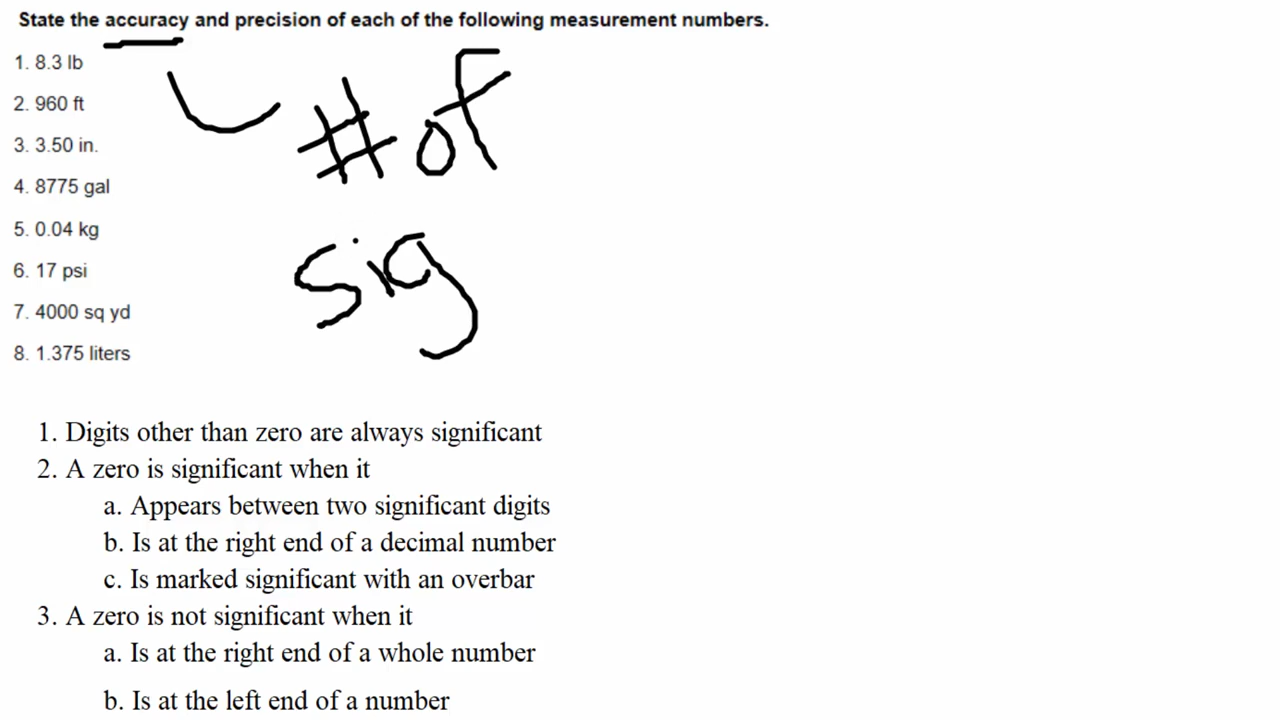 State the accuracy and precision of each of the following measurement numbers.
1. 8.3 lb
2. 960 ft
3. 3.50 in.
4. 8775 gal
5. 0.04 kg
6. 17 psi
7. 4000 sq yd
8. 1.375 liters
# of
sig
1. Digits other than zero are always significant
2. A zero is significant when it
a. Appears between two significant digits
b. Is at the right end of a decimal number
c. Is marked significant with an overbar
3. A zero is not significant when it
a. Is at the right end of a whole number
b. Is at the left end of a number